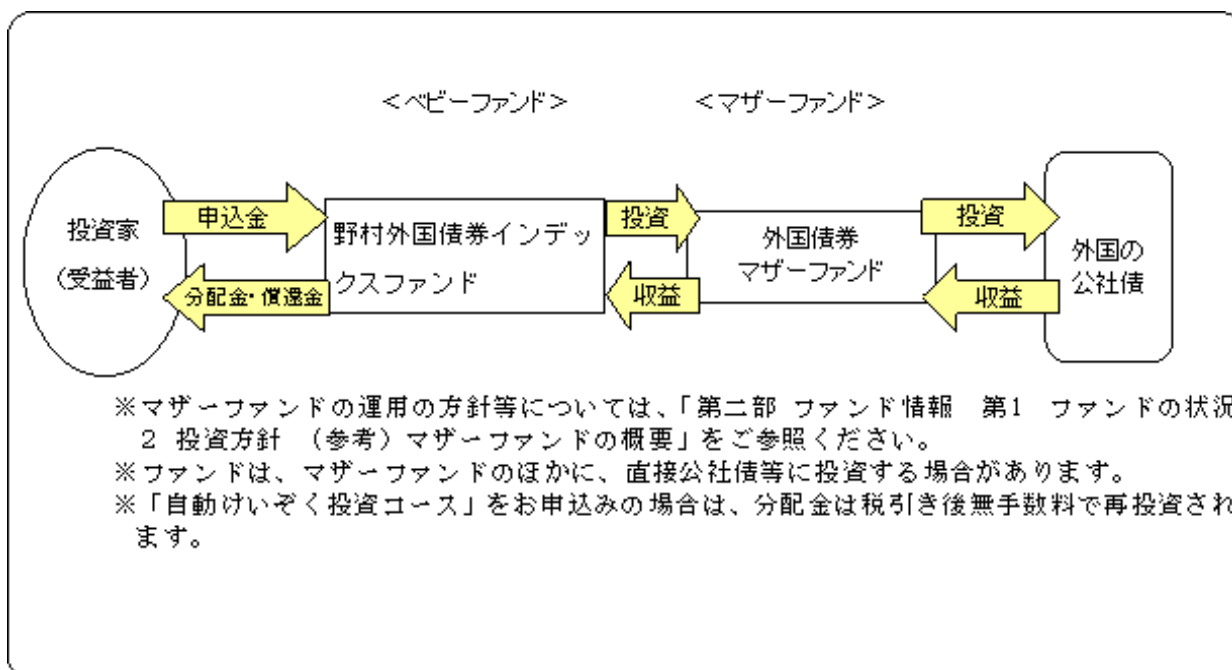 <ベビーファンド>
<マザーファンド>
投資家
(受益者)
申込金
分配金・償還金
野村外国債券インデッ
クスファンド
投資
収益
外国債券
マザーファンド
投資
収益
外国の
公社債
※マザーファンドの運用の方針等については、「第二部 ファンド情報 第1 ファンドの状況
2 投資方針 (参考)マザーファンドの概要」をご参照ください。
※ファンドは、マザーファンドのほかに、直接公社債等に投資する場合があります。
※「自動けいぞく投資コース」をお申込みの場合は、分配金は税引き後無手数料で再投資され
ます。